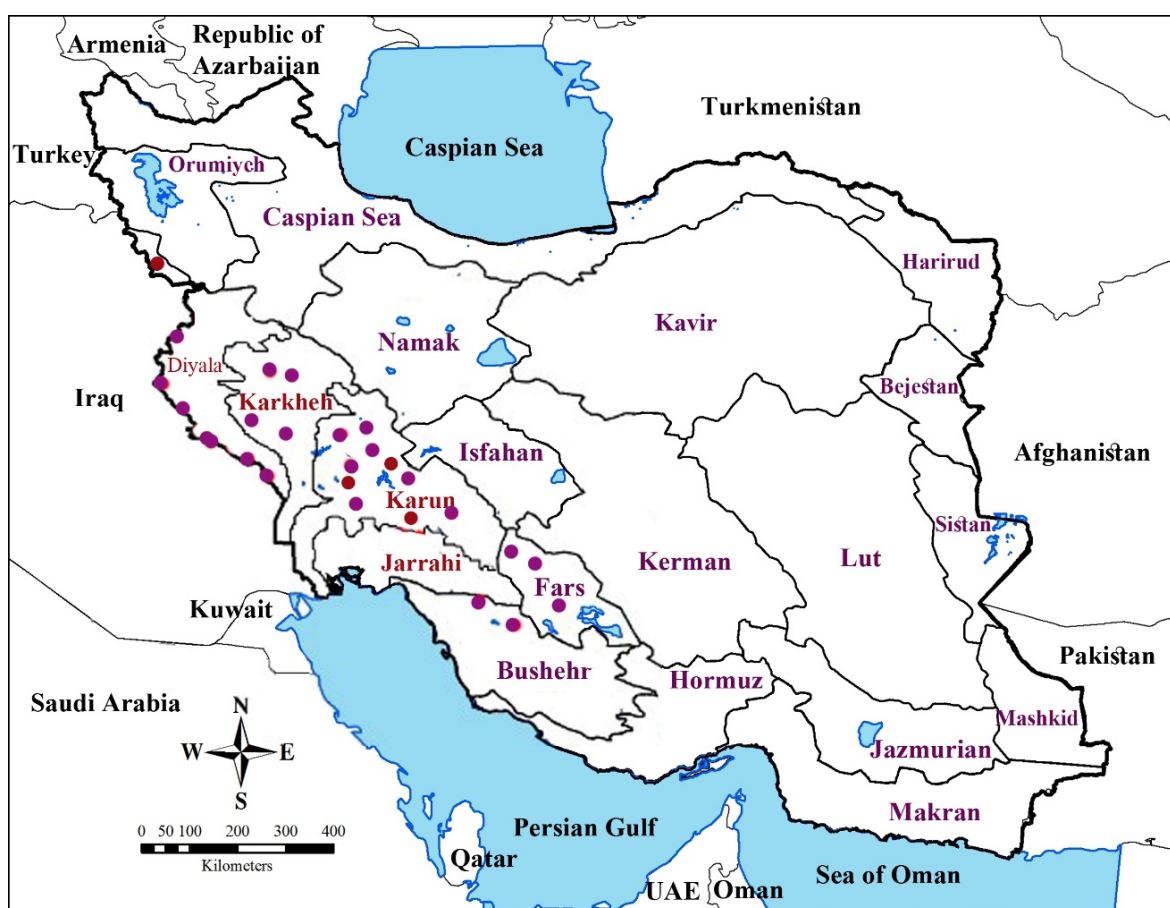 Armenia
Republic of
Azarbaijan
Turkmenistan
Turkey
Caspian Sea
Orumiyeh
Caspian Sea
Harirud
Kavir
Namak
Diyala
Iraq
Karkheh
Bejestan
Isfahan
Afghanistan
Karun
Sistan
Jarrahi
Kerman
Lut
Fars
Kuwait
Pakistan
Bushehr
Hormuz
Saudi Arabia
N
W E
S
Mashkid
Jazmurian
Makran
0 50 100 200 300 400
Kilometers
Persian Gulf
Qatar
Sea of Oman
UAE
Oman